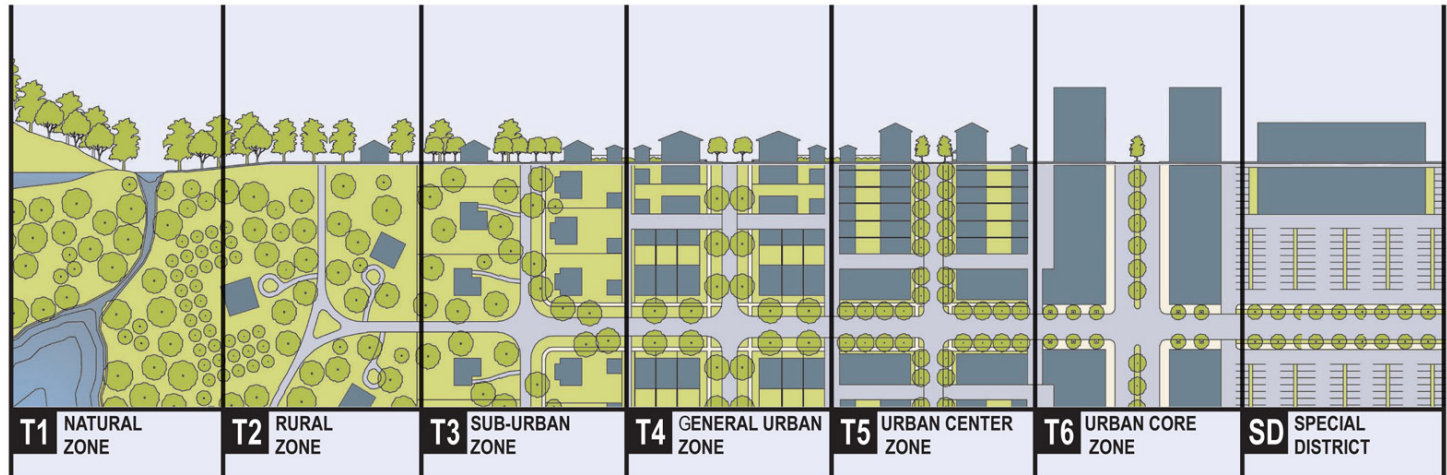 T1 NATURAL
ZONE
T2 RURAL
ZONE
T3 SUB-URBAN
ZONE
T4 GENERAL URBAN
ZONE
T5 URBAN CENTER
ZONE
T6 URBAN CORE
ZONE
SD SPECIAL
DISTRICT